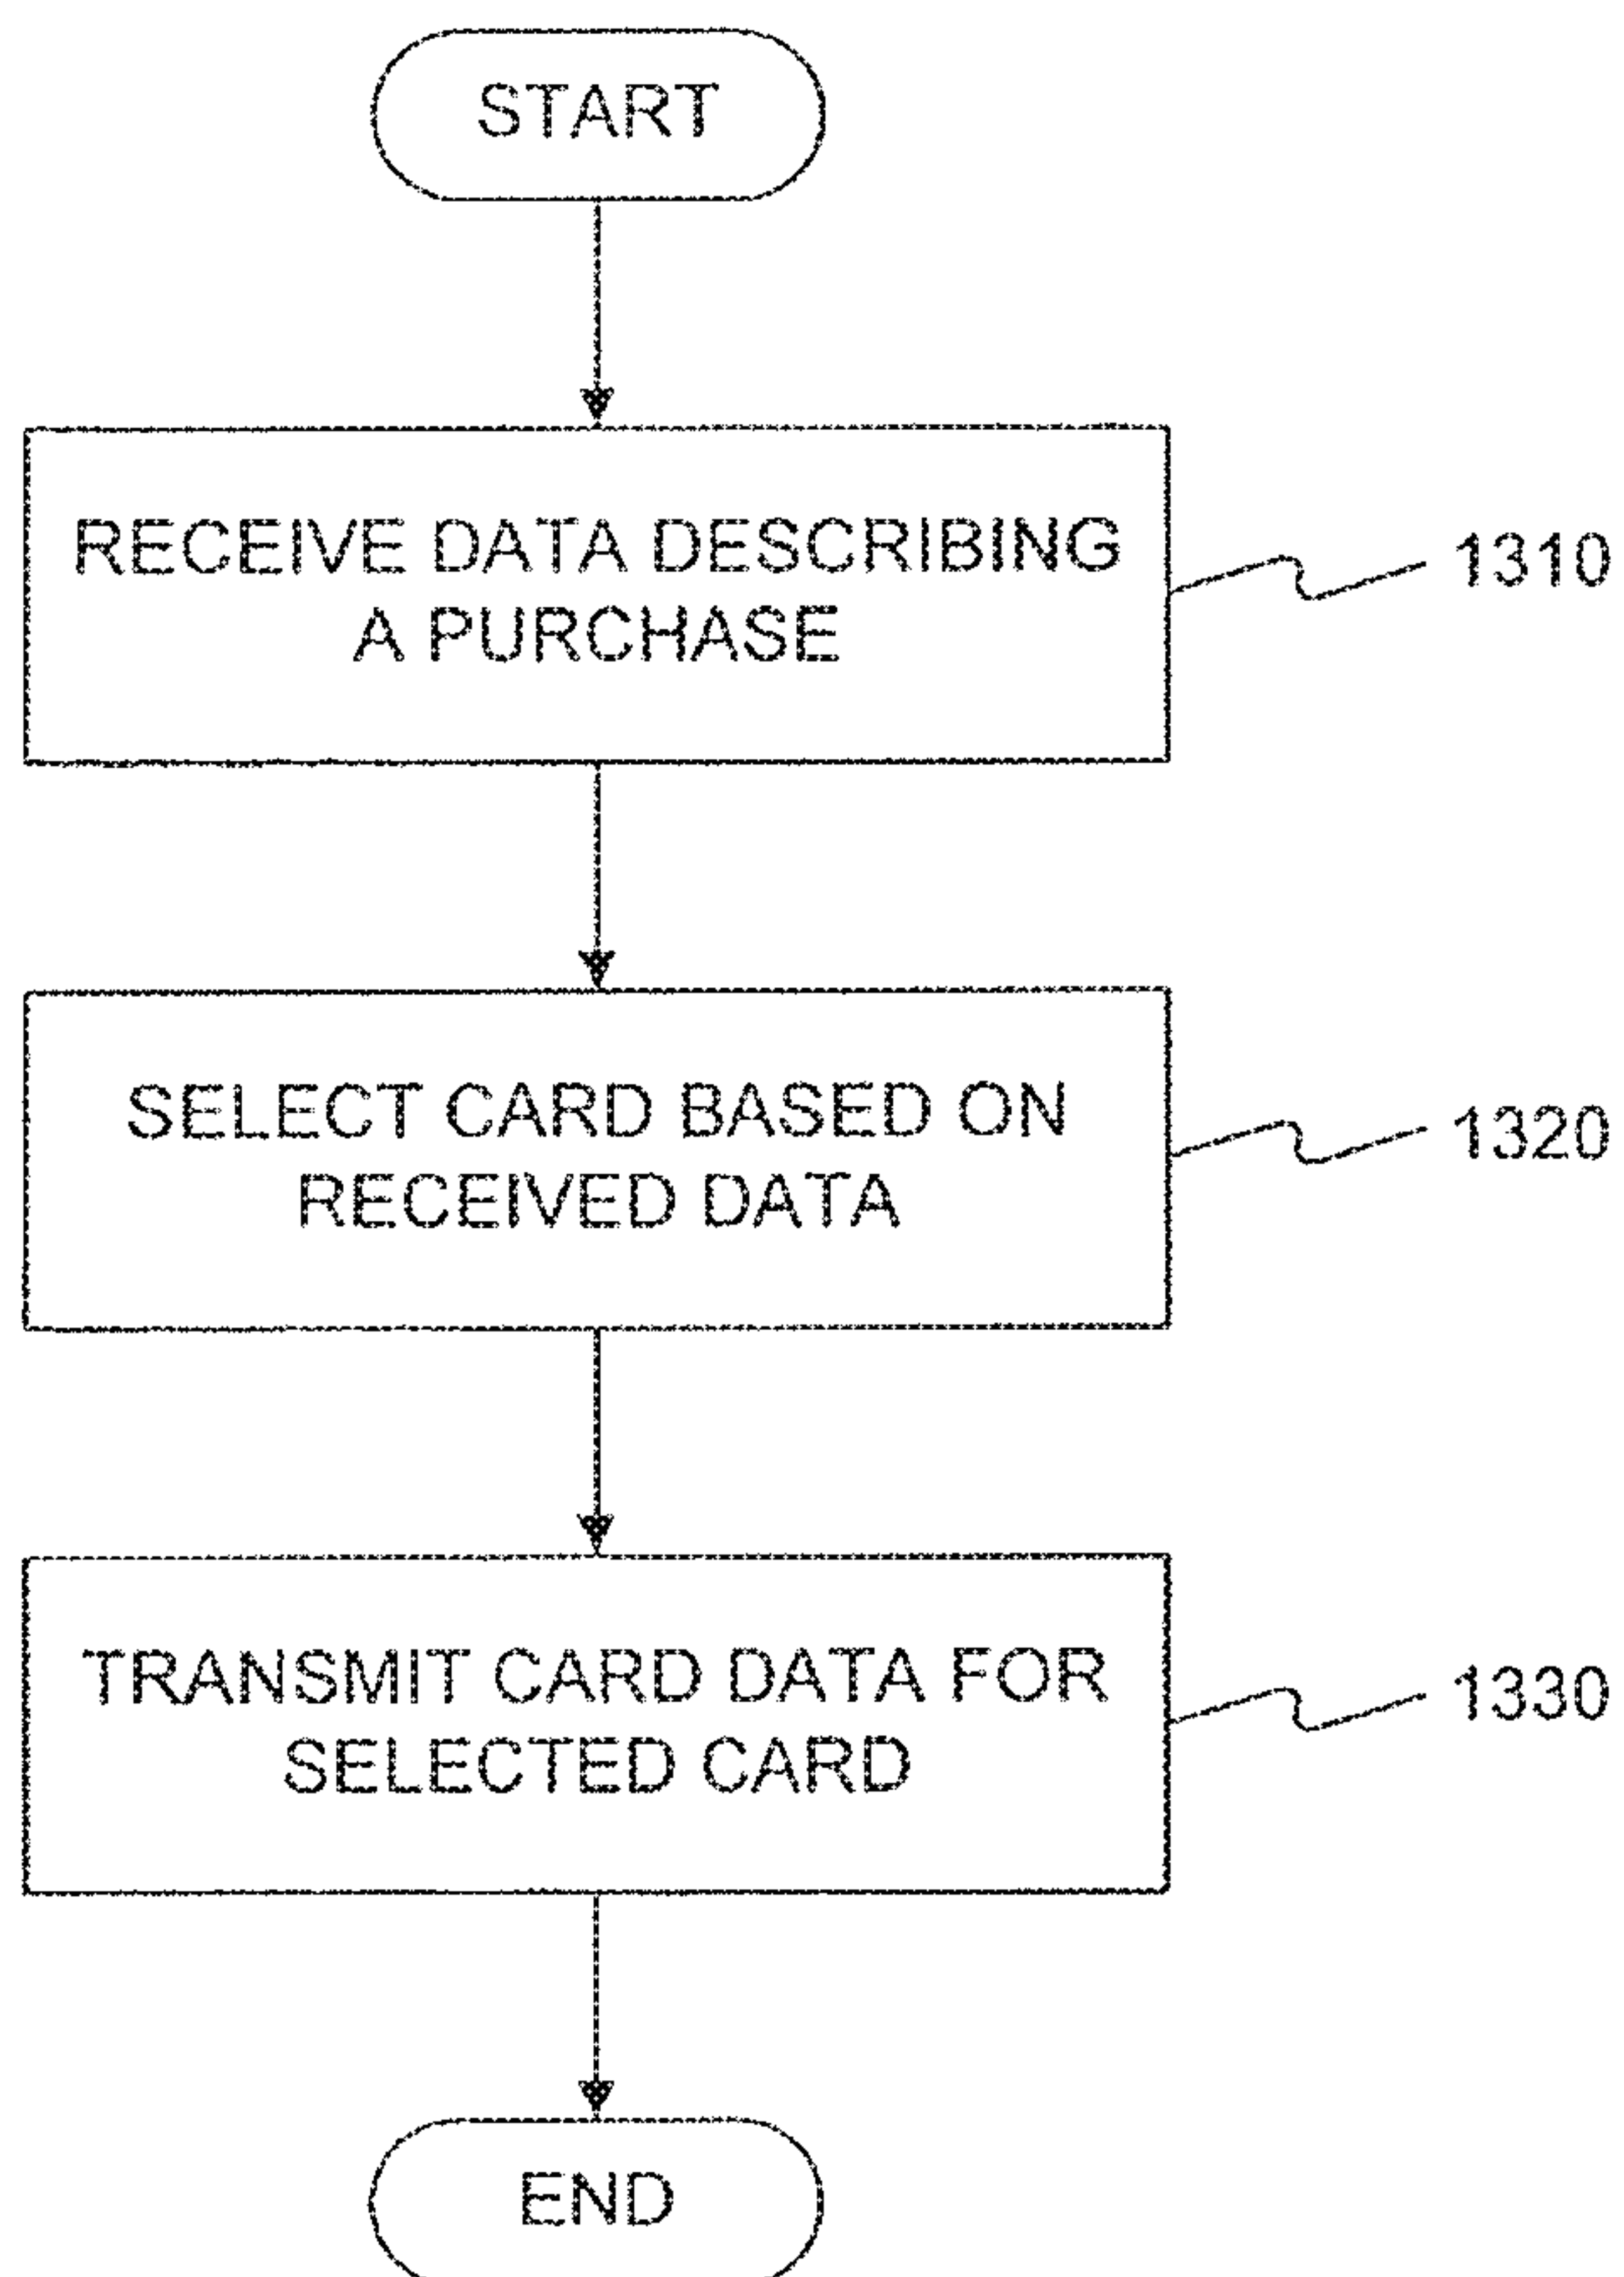 START
RECEIVE DATA DESCRIBING
A PURCHASE
1310
SELECT CARD BASED ON
RECEIVED DATA
1320
TRANSMIT CARD DATA FOR
SELECTED CARD
1330
END